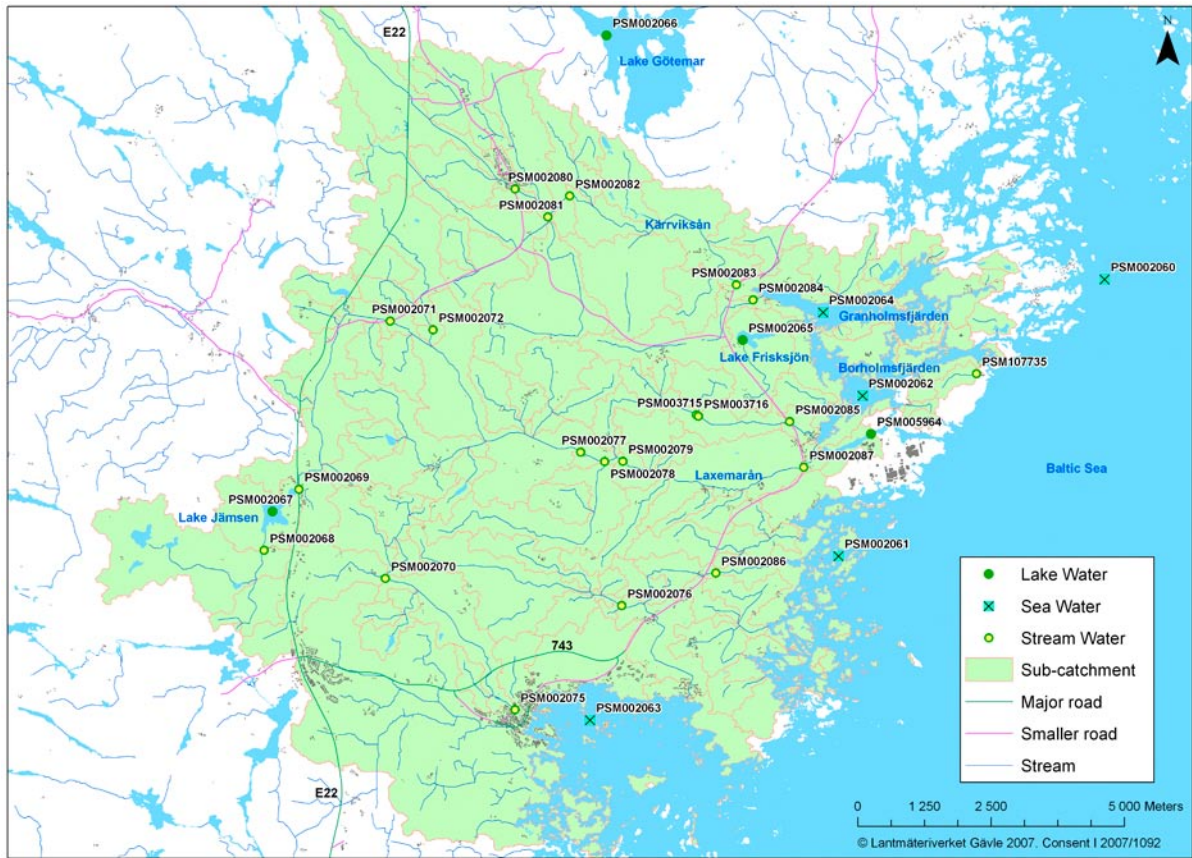 PSM002066
N
E22
Lake Götemar
PSM002080
PSM002082
PSM002081
Kärrviksån
PSM002083
PSM002060
PSM002084
PSM002064
PSM002071
Granholmsfjärden
PSM002072
PSM002065
Lake Frisksjön
Borholmsfjärden
PSM107735
PSM002062
PSM003715
PSM003716
PSM002085
PSM005964
PSM002077
PSM002079
PSM002087
PSM002078
Laxemarån
Baltic Sea
PSM002069
PSM002067
Lake Jämsen
PSM002068
PSM002061
PSM002070
PSM002086
PSM002076
743
PSM002075
PSM002063
E22
Lake Water
Sea Water
Stream Water
Sub-catchment
Major road
Smaller road
Stream
0 1 250 2 500 5 000 Meters
© Lantmäteriverket Gävle 2007. Consent I 2007/1092